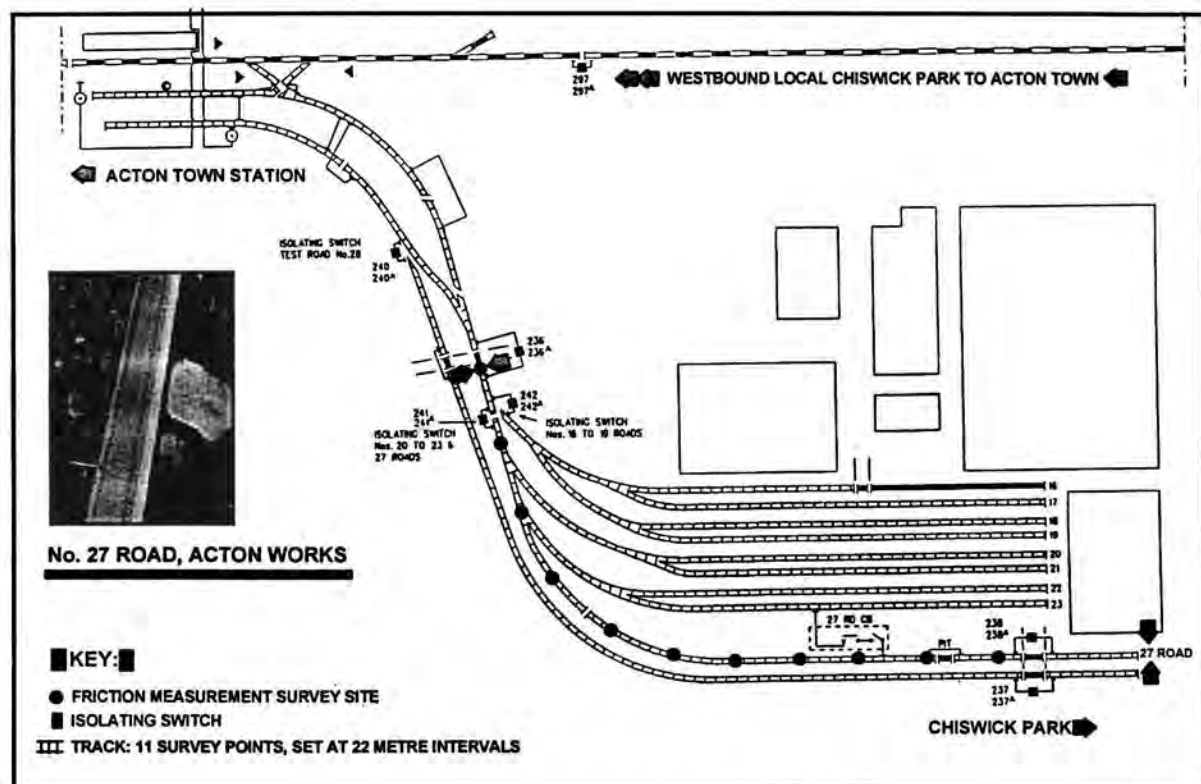 297
297ᴬ
WESTBOUND LOCAL CHISWICK PARK TO ACTON TOWN
ACTON TOWN STATION
ISOLATING SWITCH
TEST ROAD No.28
240
240ᴬ
236
236ᴬ
242
242ᴬ
241
241ᴬ
ISOLATING SWITCH
Nos. 20 TO 23 &
27 ROADS
ISOLATING SWITCH
Nos. 16 TO 19 ROADS
16
17
18
19
20
21
22
23
No. 27 ROAD, ACTON WORKS
27 RD CB
PIT
238
238ᴬ
27 ROAD
237
237ᴬ
CHISWICK PARK
KEY:
FRICTION MEASUREMENT SURVEY SITE
ISOLATING SWITCH
TRACK: 11 SURVEY POINTS, SET AT 22 METRE INTERVALS